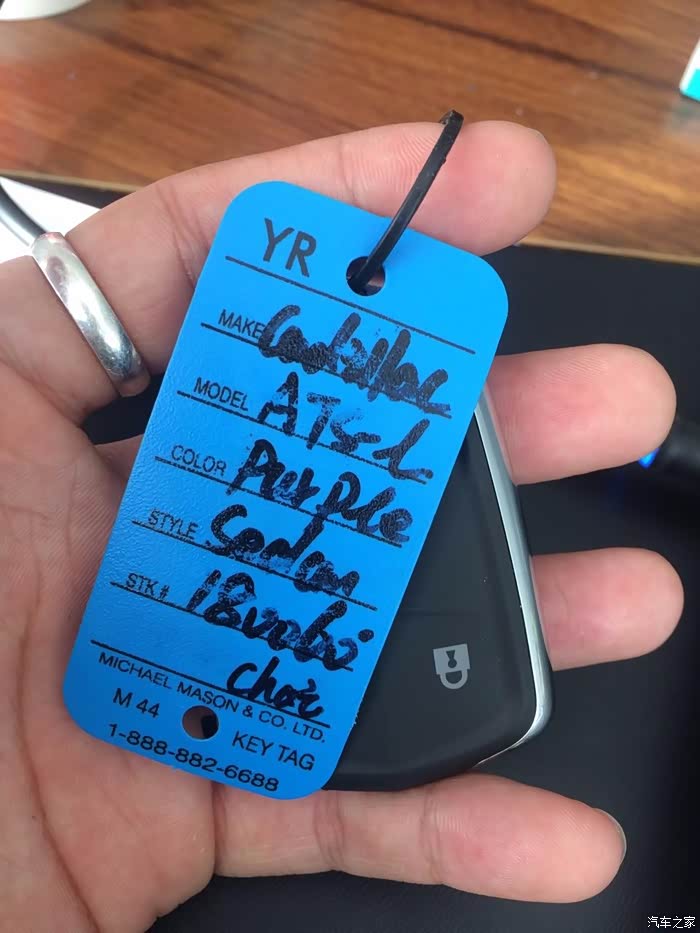 YR
MAKE Cadillac
MODEL ATS-L
COLOR Purple
STYLE Sedan
STK#
MICHAEL MASON & CO. LTD.
M 44 KEY TAG
1-888-882-6688
汽车之家